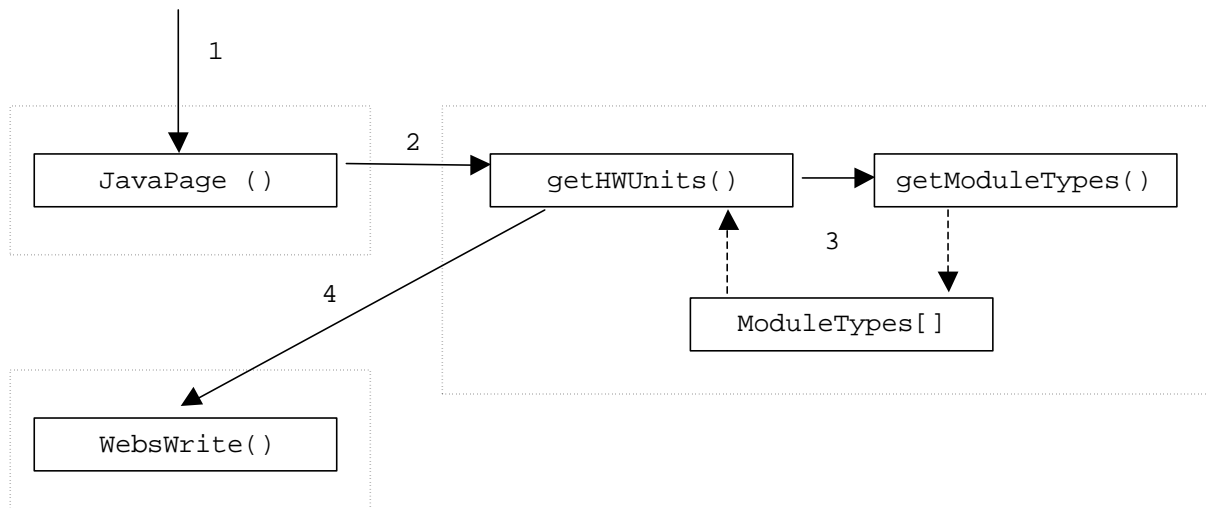 1
2
JavaPage ()
getHWUnits()
getModuleTypes()
3
4
ModuleTypes[]
WebsWrite()